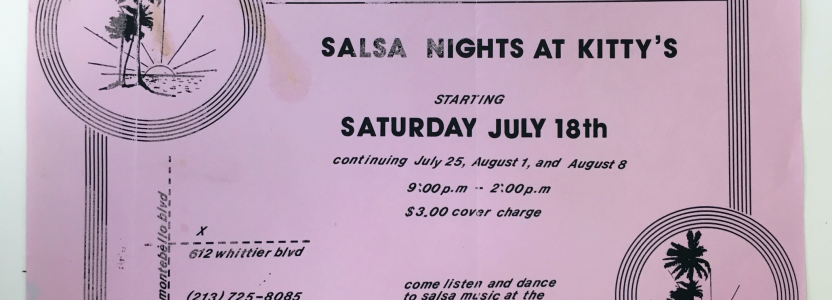 SALSA NIGHTS AT KITTY'S
STARTING
SATURDAY JULY 18th
continuing July 25, August 1, and August 8
9:00p.m -- 2:00p.m
$3.00 cover charge
montebello blvd
X
612 whittier blvd
(213) 725-8085
come listen and dance
to salsa music at the